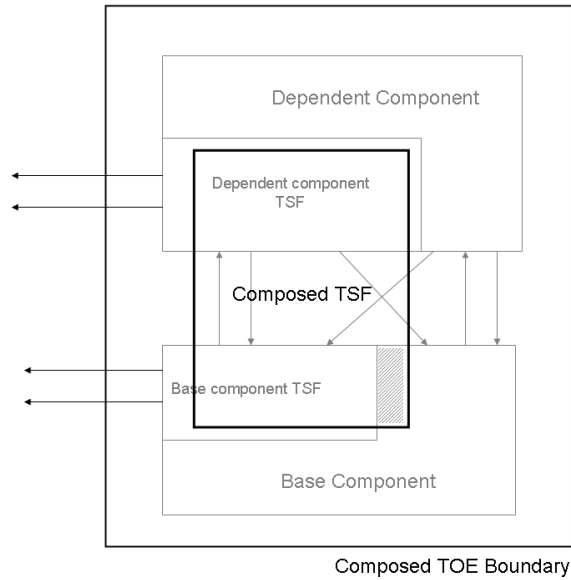 Dependent Component
Dependent component
TSF
Composed TSF
Base component TSF
Base Component
Composed TOE Boundary